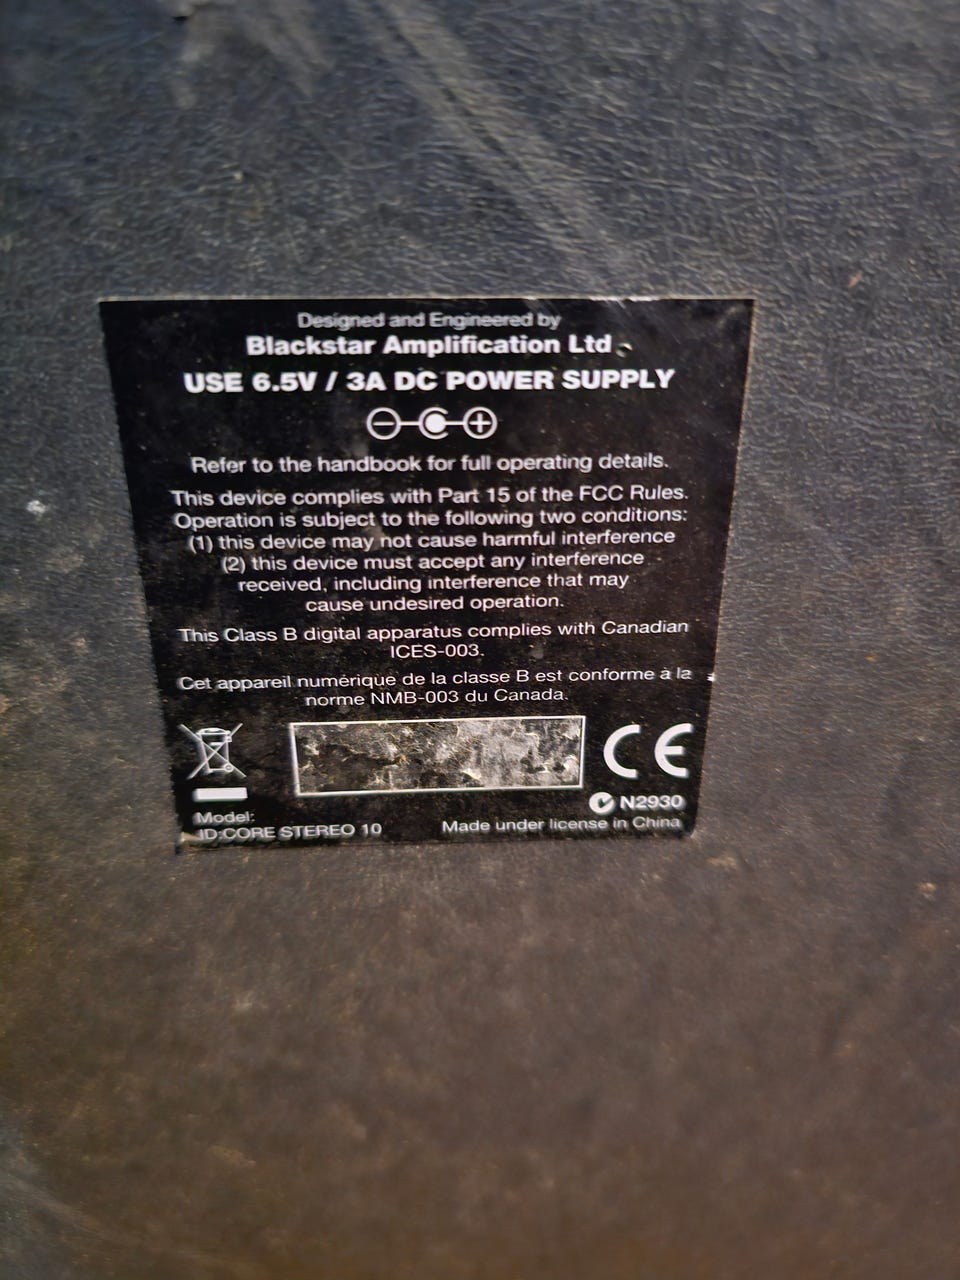 Designed and Engineered by
Blackstar Amplification Ltd
USE 6.5V / 3A DC POWER SUPPLY
Refer to the handbook for full operating details.
This device complies with Part 15 of the FCC Rules.
Operation is subject to the following two conditions:
(1) this device may not cause harmful interference
(2) this device must accept any interference
received, including interference that may
cause undesired operation.
This Class B digital apparatus complies with Canadian
ICES-003.
Cet appareil numérique de la classe B est conforme à la
norme NMB-003 du Canada.
CE
N2930
Model:
ID:CORE STEREO 10
Made under license in China